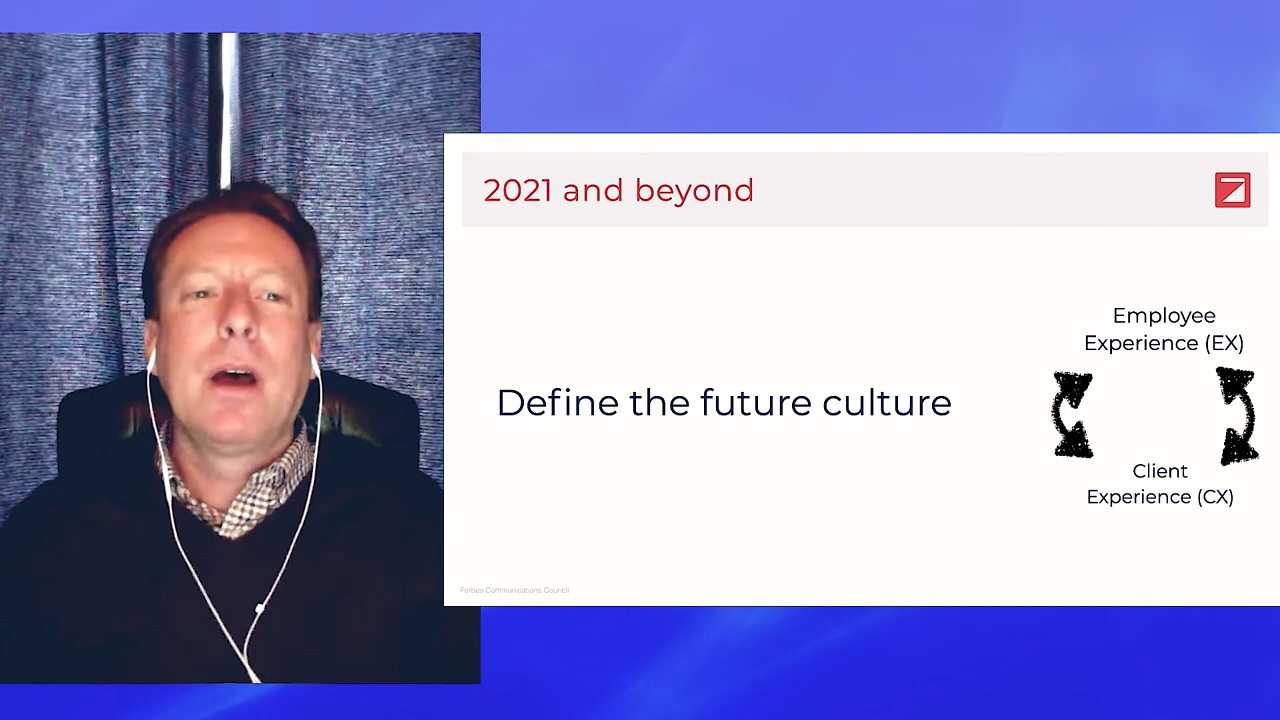 2021 and beyond
Employee
Experience (EX)
Define the future culture
Client
Experience (CX)
Forbes Communications Council